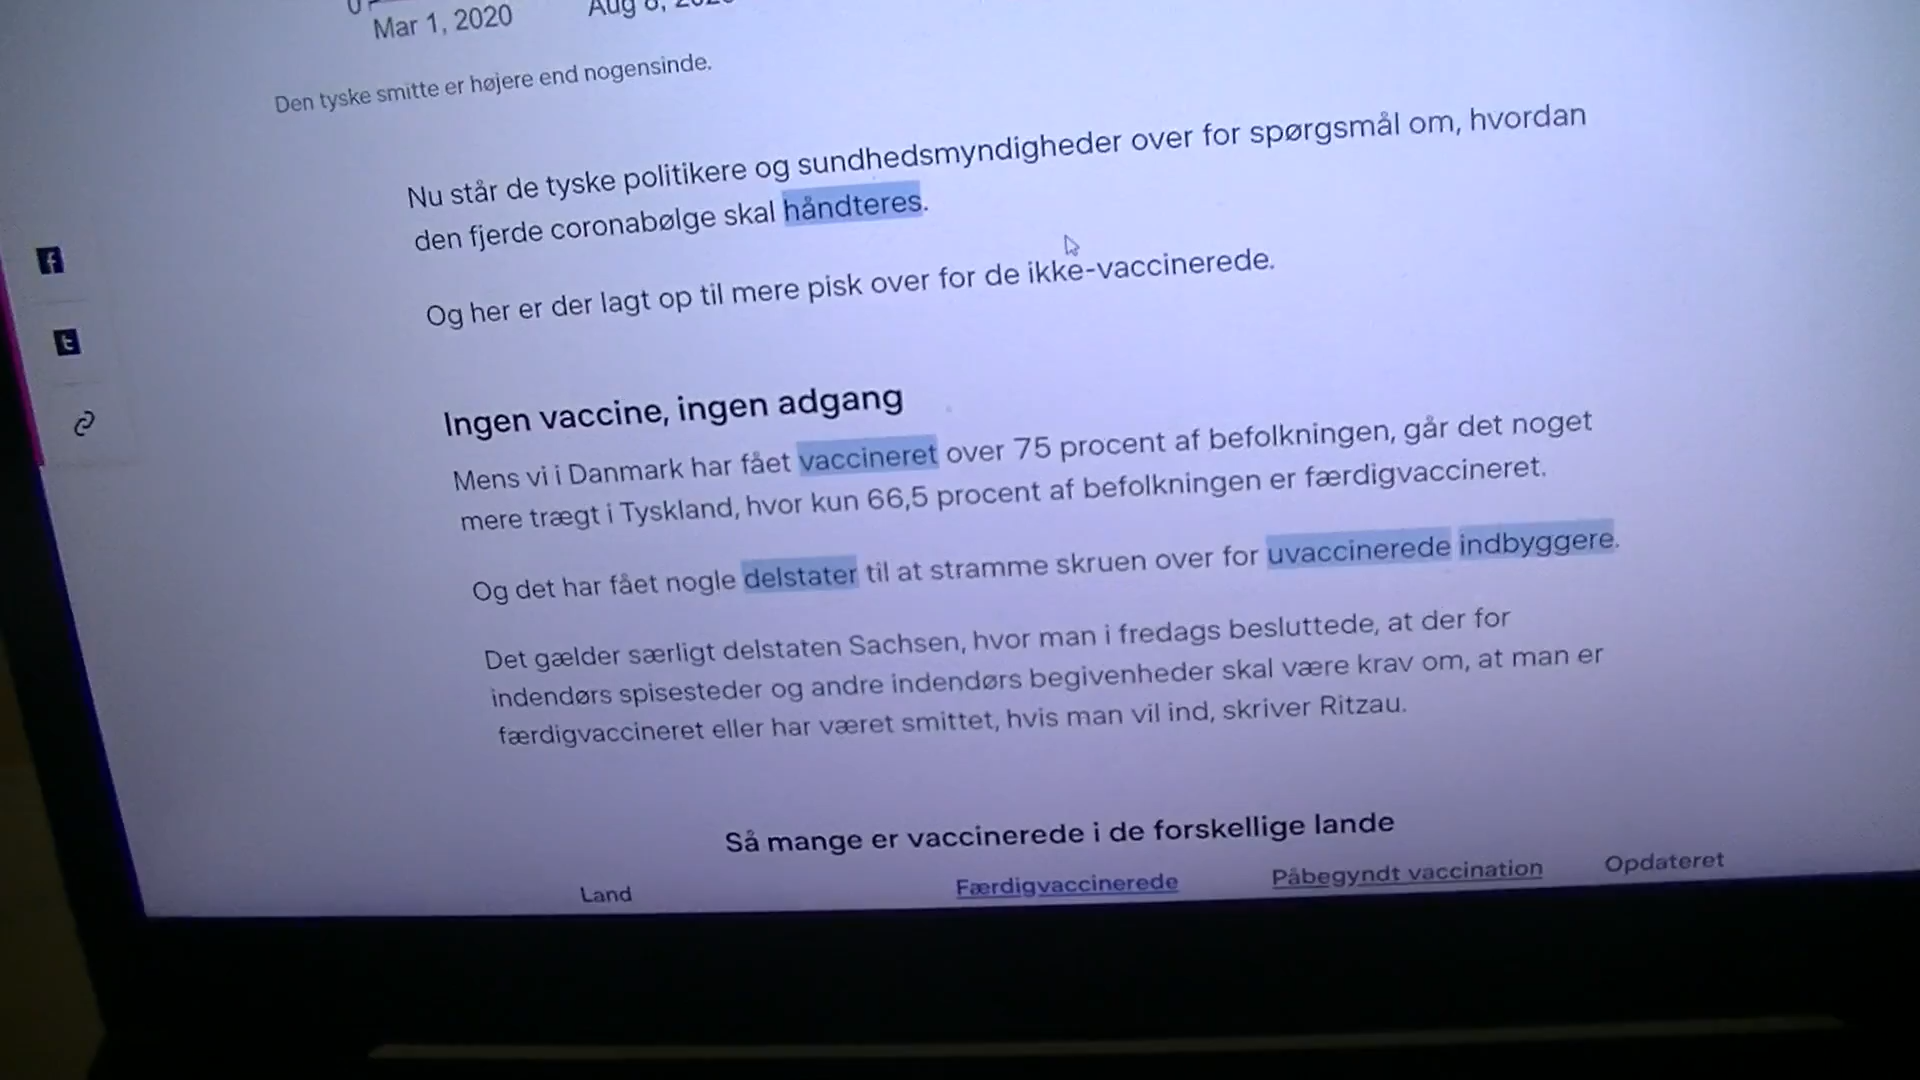 Mar 1, 2020
Den tyske smitte er højere end nogensinde.
Nu står de tyske politikere og sundhedsmyndigheder over for spørgsmål om, hvordan
den fjerde coronabølge skal håndteres.
Og her er der lagt op til mere pisk over for de ikke-vaccinerede.
Ingen vaccine, ingen adgang
Mens vi i Danmark har fået vaccineret over 75 procent af befolkningen, går det noget
mere trægt i Tyskland, hvor kun 66,5 procent af befolkningen er færdigvaccineret.
Og det har fået nogle delstater til at stramme skruen over for uvaccinerede indbyggere.
Det gælder særligt delstaten Sachsen, hvor man i fredags besluttede, at der for
indendørs spisesteder og andre indendørs begivenheder skal være krav om, at man er
færdigvaccineret eller har været smittet, hvis man vil ind, skriver Ritzau.
Så mange er vaccinerede i de forskellige lande
Land Færdigvaccinerede Påbegyndt vaccination Opdateret